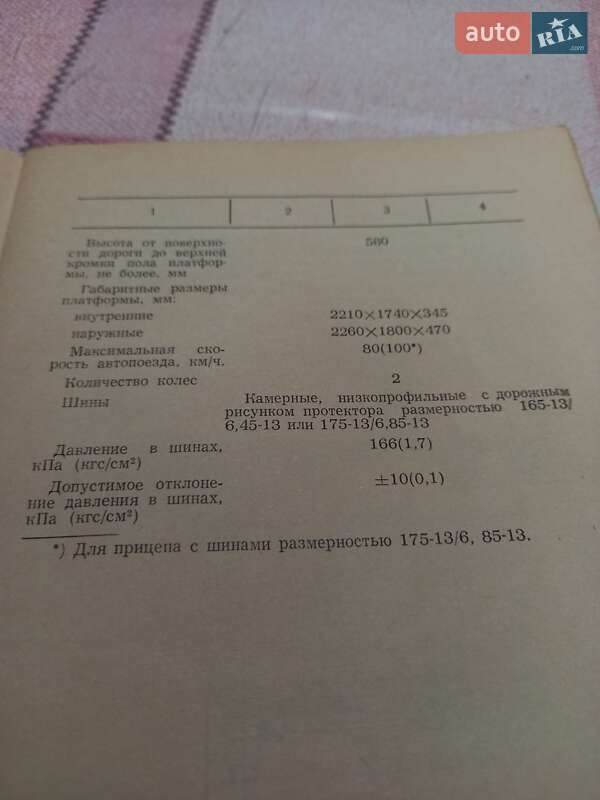 auto RIA .com
1 2 3 4
Высота от поверхно- 560
сти дороги до верхней
кромки пола платфор-
мы, не более, мм
Габаритные размеры
платформы, мм:
внутренние 2210×1740×345
наружные 2260×1800×470
Максимальная ско- 80(100*)
рость автопоезда, км/ч.
Количество колес 2
Шины Камерные, низкопрофильные с дорожным
рисунком протектора размерностью 165-13/
6,45-13 или 175-13/6,85-13
Давление в шинах, 166(1,7)
кПа (кгс/см²)
Допустимое отклоне- ±10(0,1)
ние давления в шинах,
кПа (кгс/см²)
*) Для прицепа с шинами размерностью 175-13/6, 85-13.